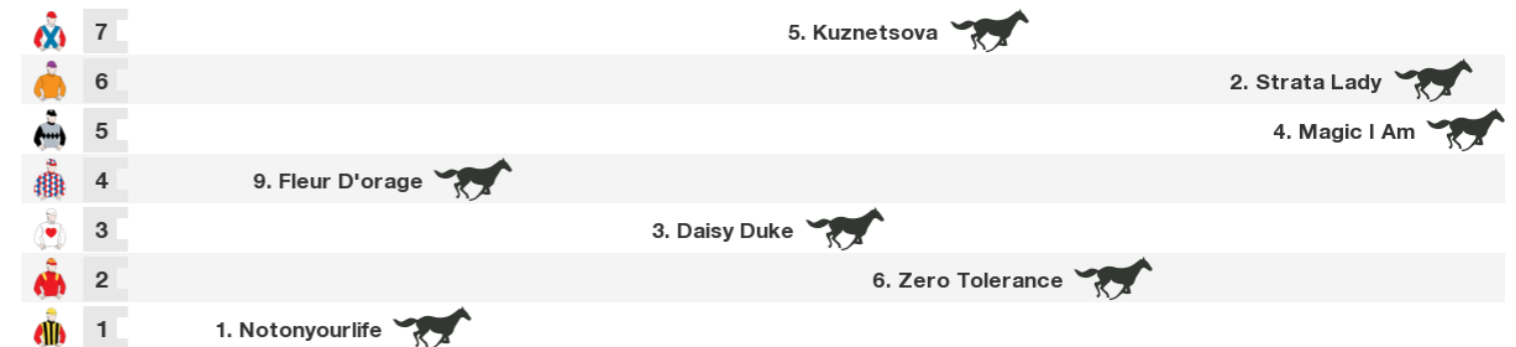 7 5. Kuznetsova
6 2. Strata Lady
5 4. Magic I Am
4 9. Fleur D'orage
3 3. Daisy Duke
2 6. Zero Tolerance
1 1. Notonyourlife